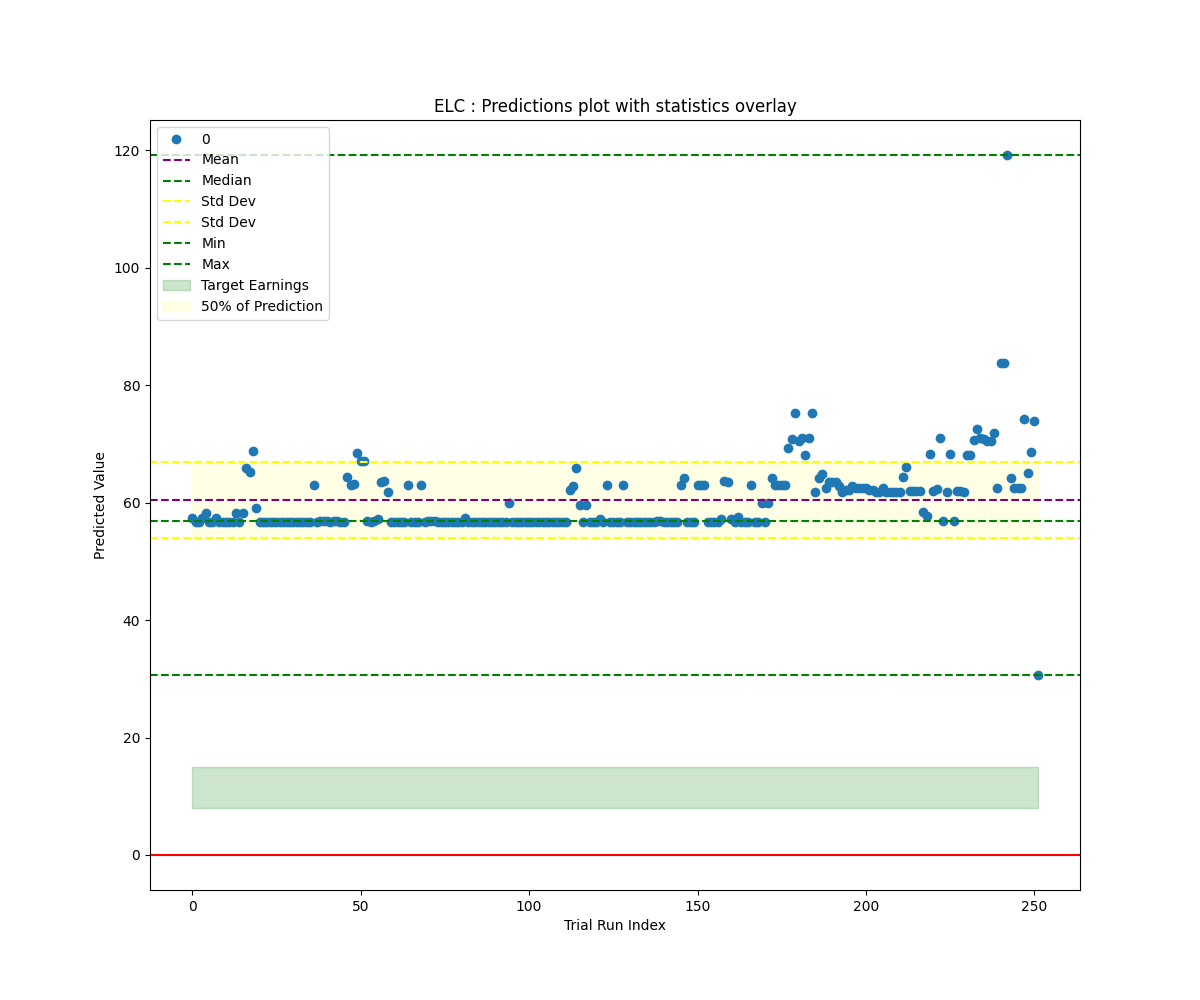 ELC : Predictions plot with statistics overlay
0
Mean
Median
Std Dev
Std Dev
Min
Max
Target Earnings
50% of Prediction
120
100
80
60
40
20
0
Predicted Value
0 50 100 150 200 250
Trial Run Index